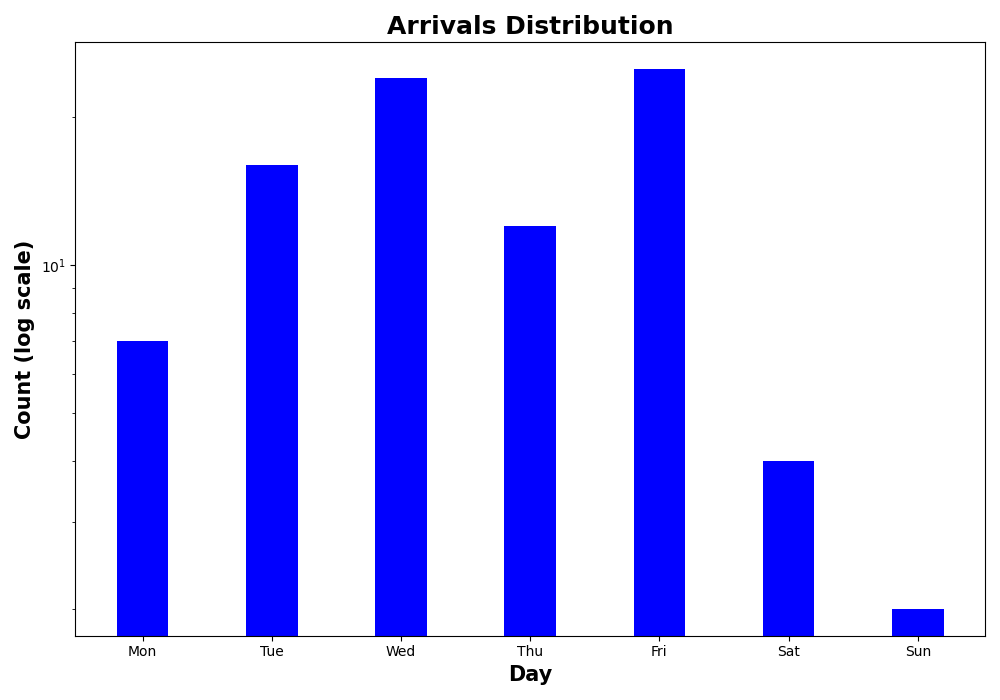 Arrivals Distribution
Count (log scale)
10¹
Mon Tue Wed Thu Fri Sat Sun
Day